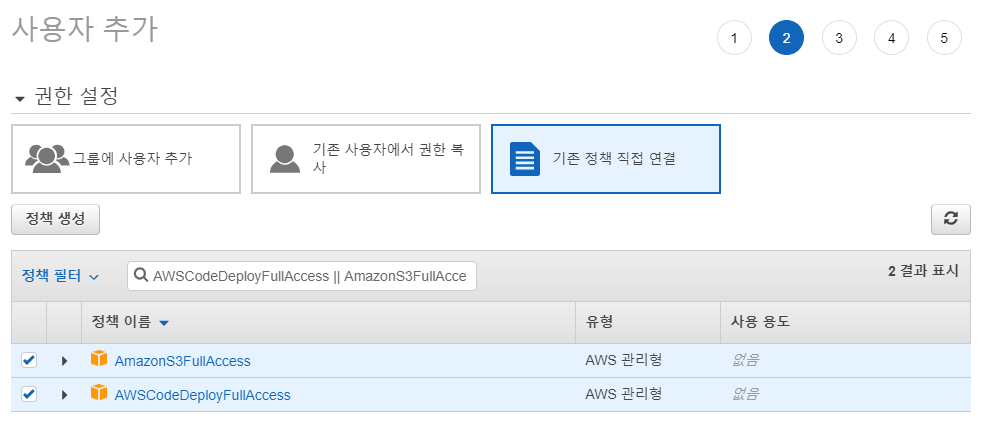 사용자 추가
1 2 3 4 5
권한 설정
그룹에 사용자 추가
기존 사용자에서 권한 복
사
기존 정책 직접 연결
정책 생성
정책 필터
AWSCodeDeployFullAccess || AmazonS3FullAcce
2 결과 표시
정책 이름 유형 사용 용도
AmazonS3FullAccess AWS 관리형 없음
AWSCodeDeployFullAccess AWS 관리형 없음